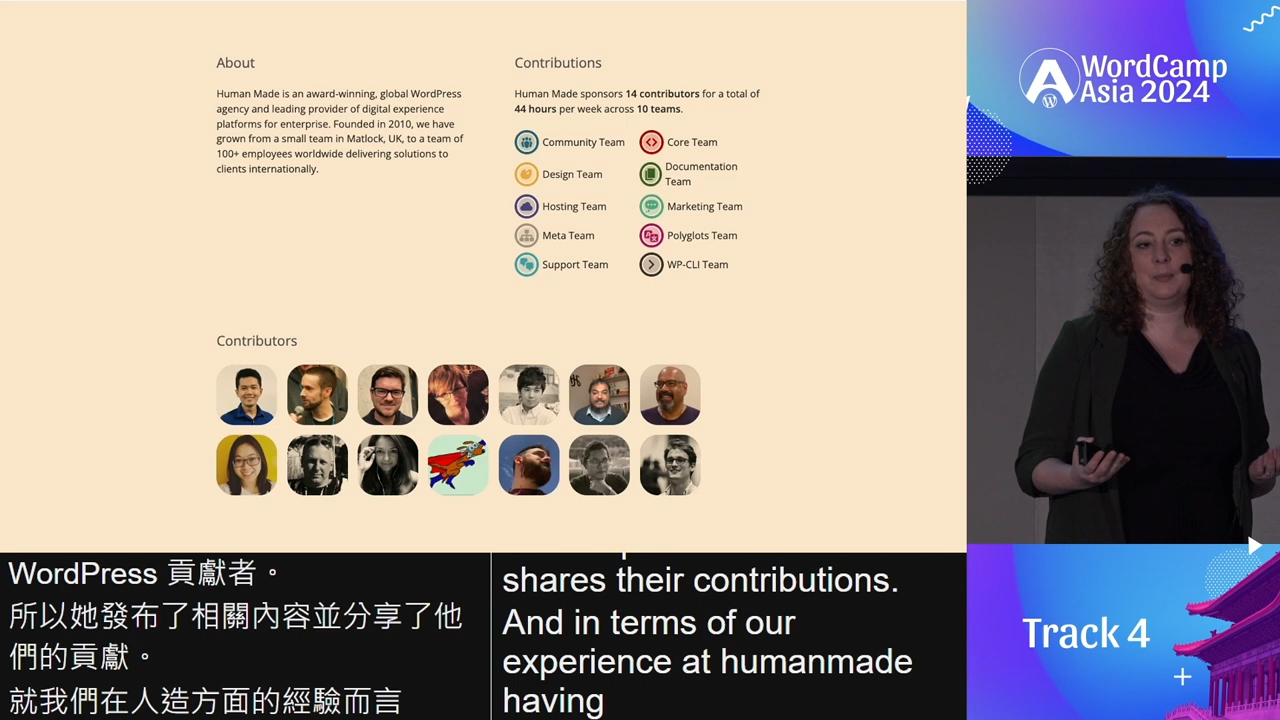 About
Human Made is an award-winning, global WordPress
agency and leading provider of digital experience
platforms for enterprise. Founded in 2010, we have
grown from a small team in Matlock, UK, to a team of
100+ employees worldwide delivering solutions to
clients internationally.
Contributions
Human Made sponsors 14 contributors for a total of
44 hours per week across 10 teams.
Community Team
Core Team
Design Team
Documentation
Team
Hosting Team
Marketing Team
Meta Team
Polyglots Team
Support Team
WP-CLI Team
Contributors
WordPress 貢獻者。
所以她發布了相關內容並分享了他
們的貢獻。
就我們在人造方面的經驗而言
shares their contributions.
And in terms of our
experience at humanmade
having
WordCamp
Asia 2024
Track 4